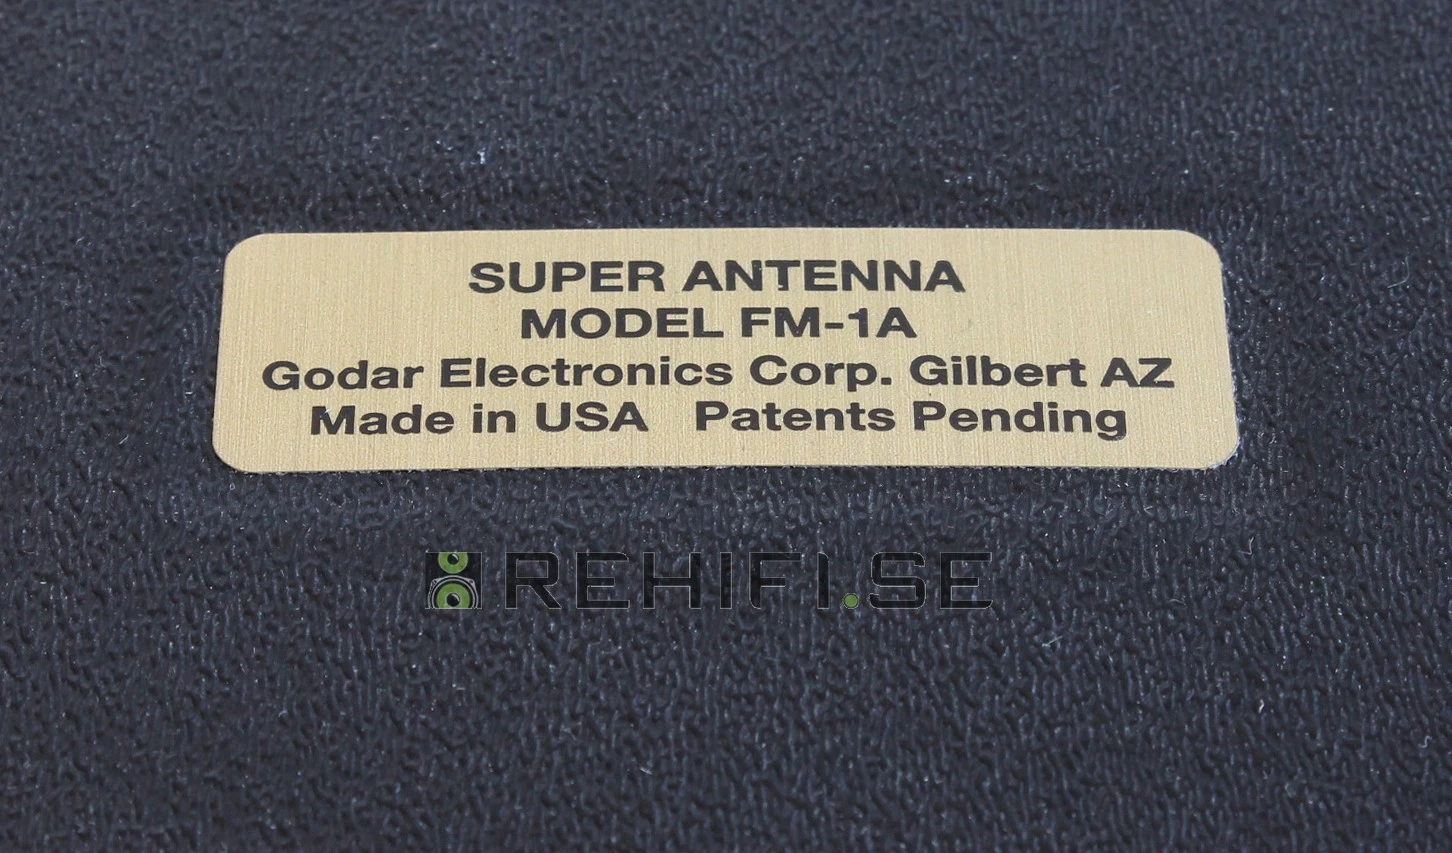 SUPER ANTENNA
MODEL FM-1A
Godar Electronics Corp. Gilbert AZ
Made in USA Patents Pending
REHIFI.SE